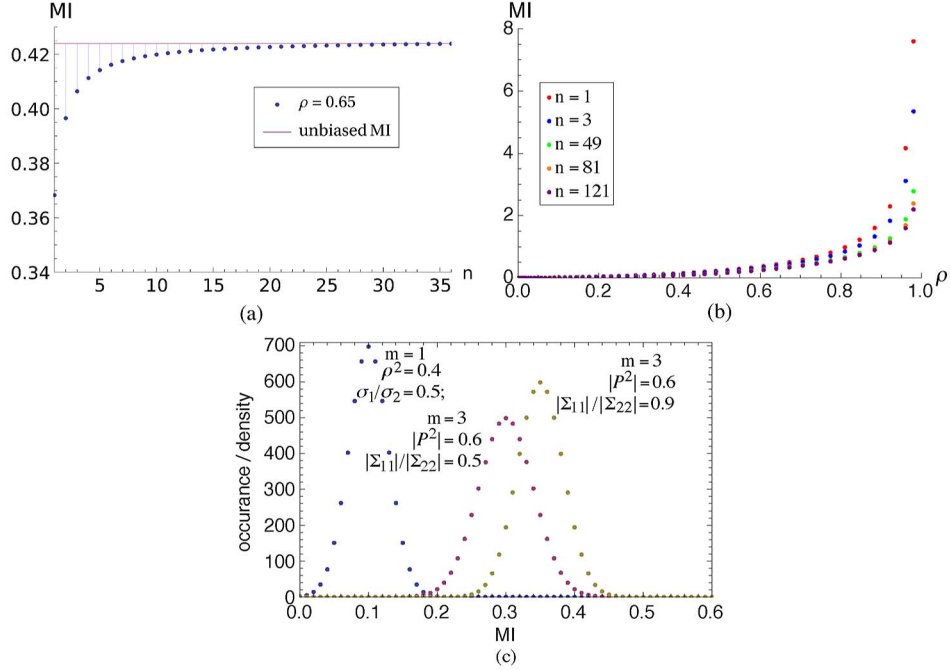 MI
0.42
0.40
0.38
0.36
0.34
5
10
15
20
25
30
35
n
ρ = 0.65
unbiased MI
(a)
MI
8
6
4
2
0
0.0
0.2
0.4
0.6
0.8
1.0
ρ
n = 1
n = 3
n = 49
n = 81
n = 121
(b)
occurance / density
700
600
500
400
300
200
100
0
0.0
0.1
0.2
0.3
0.4
0.5
0.6
m = 1
ρ²= 0.4
σ₁/σ₂ = 0.5;
m = 3
|P²| = 0.6
|Σ₁₁|/|Σ₂₂| = 0.5
m = 3
|P²| = 0.6
|Σ₁₁|/|Σ₂₂| = 0.9
MI
(c)